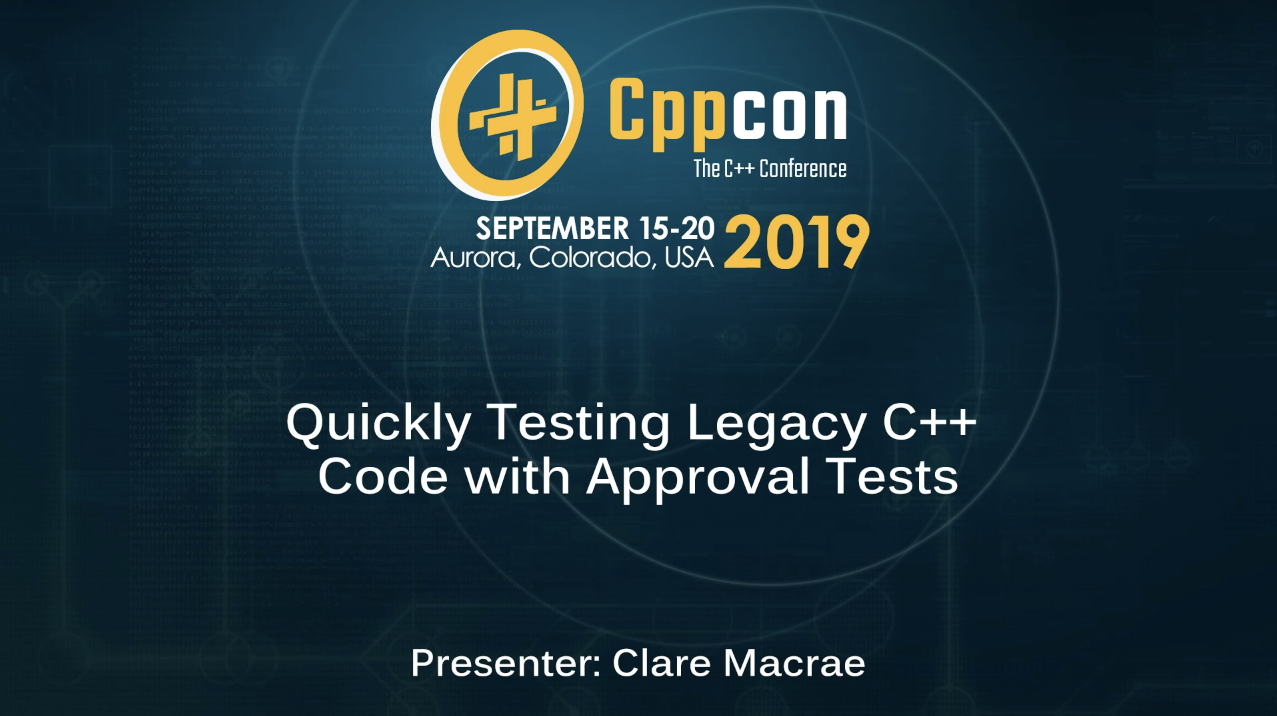 Cppcon
The C++ Conference
SEPTEMBER 15-20 2019
Aurora, Colorado, USA
Quickly Testing Legacy C++
Code with Approval Tests
Presenter: Clare Macrae